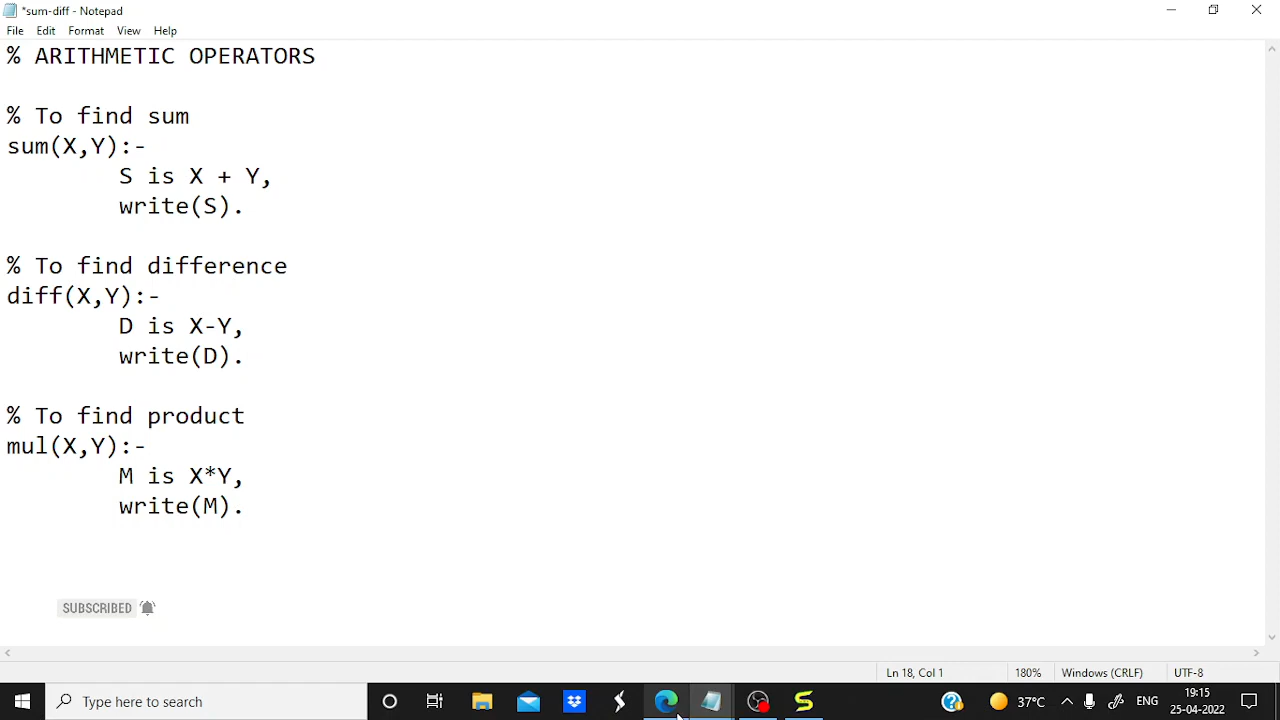 *sum-diff - Notepad
File Edit Format View Help
% ARITHMETIC OPERATORS
% To find sum
sum(X,Y):-
S is X + Y,
write(S).
% To find difference
diff(X,Y):-
D is X-Y,
write(D).
% To find product
mul(X,Y):-
M is X*Y,
write(M).
SUBSCRIBED
Ln 18, Col 1 180% Windows (CRLF) UTF-8
Type here to search 37°C ENG 19:15
25-04-2022